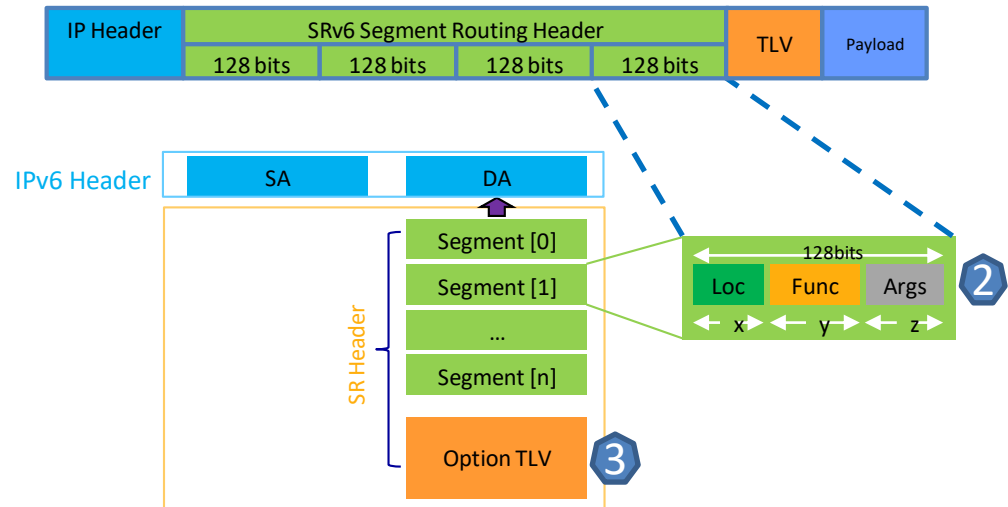 IP Header
SRv6 Segment Routing Header
TLV
Payload
128 bits
128 bits
128 bits
128 bits
IPv6 Header
SA
DA
SR Header
Segment [0]
Segment [1]
...
Segment [n]
Option TLV
3
128bits
Loc
Func
Args
x
y
z
2